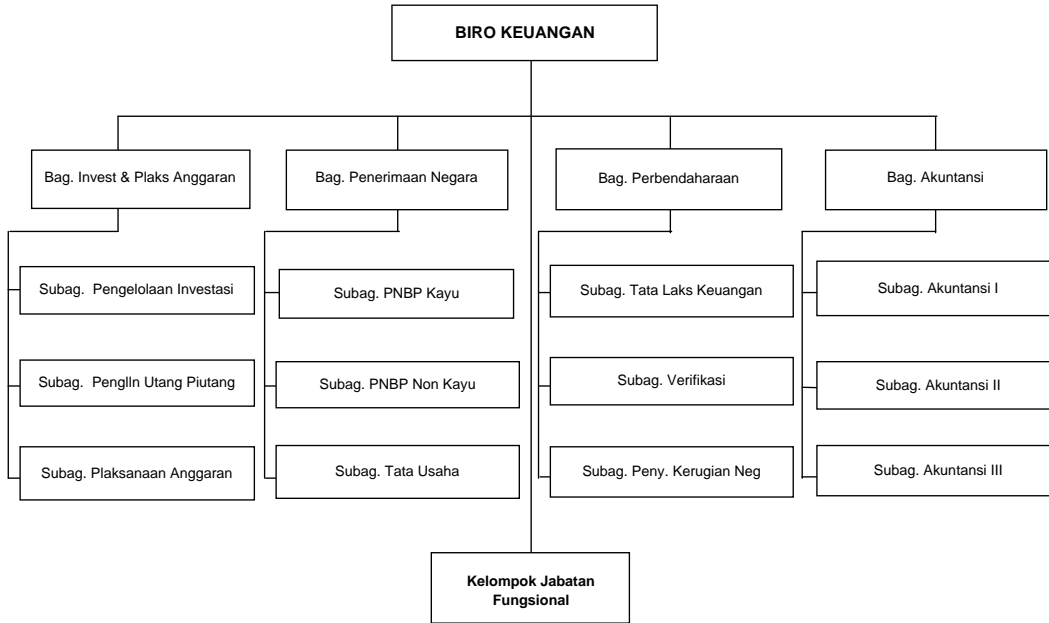 BIRO KEUANGAN
Bag. Invest & Plaks Anggaran
Bag. Penerimaan Negara
Bag. Perbendaharaan
Bag. Akuntansi
Subag. Pengelolaan Investasi
Subag. PNBP Kayu
Subag. Tata Laks Keuangan
Subag. Akuntansi I
Subag. Penglln Utang Piutang
Subag. PNBP Non Kayu
Subag. Verifikasi
Subag. Akuntansi II
Subag. Plaksanaan Anggaran
Subag. Tata Usaha
Subag. Peny. Kerugian Neg
Subag. Akuntansi III
Kelompok Jabatan
Fungsional